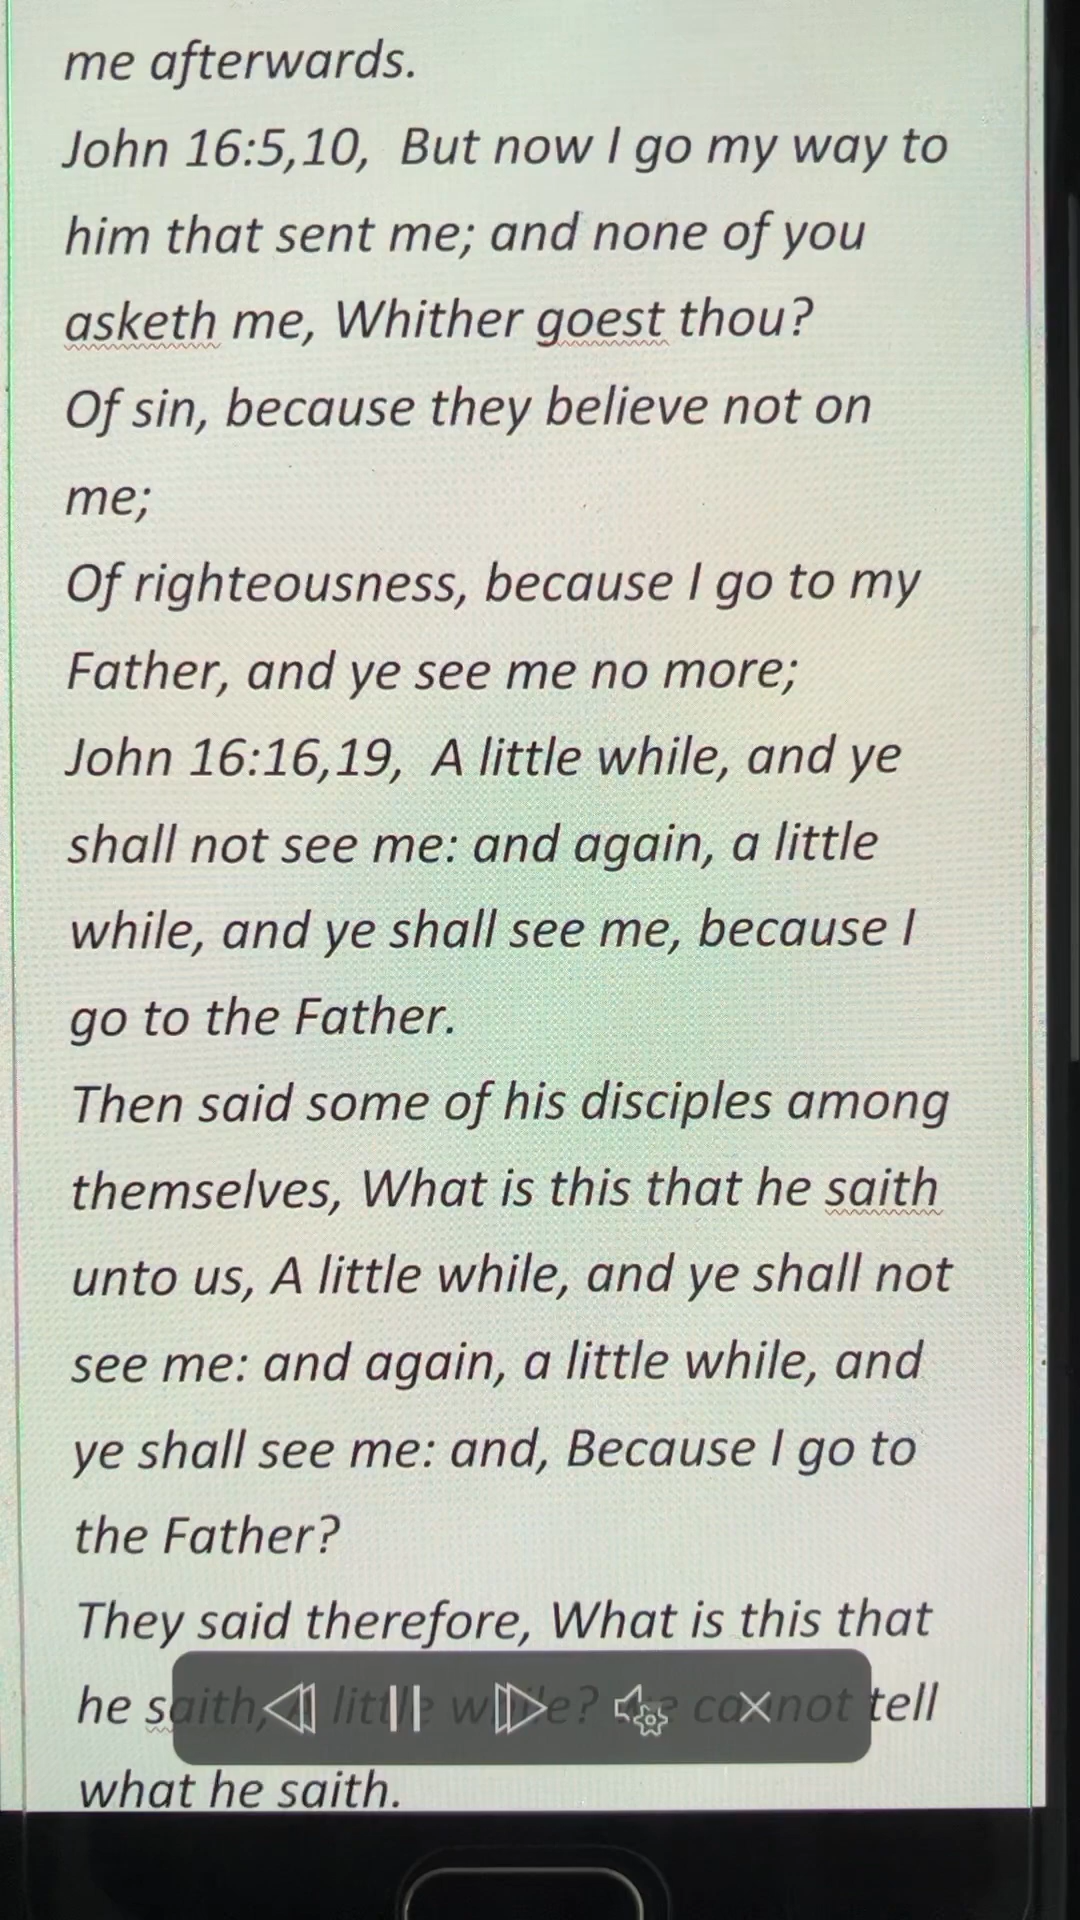 me afterwards.
John 16:5,10,  But now I go my way to
him that sent me; and none of you
asketh me, Whither goest thou?
Of sin, because they believe not on
me;
Of righteousness, because I go to my
Father, and ye see me no more;
John 16:16,19,  A little while, and ye
shall not see me: and again, a little
while, and ye shall see me, because I
go to the Father.
Then said some of his disciples among
themselves, What is this that he saith
unto us, A little while, and ye shall not
see me: and again, a little while, and
ye shall see me: and, Because I go to
the Father?
They said therefore, What is this that
he saith, little while? cannot tell
what he saith.